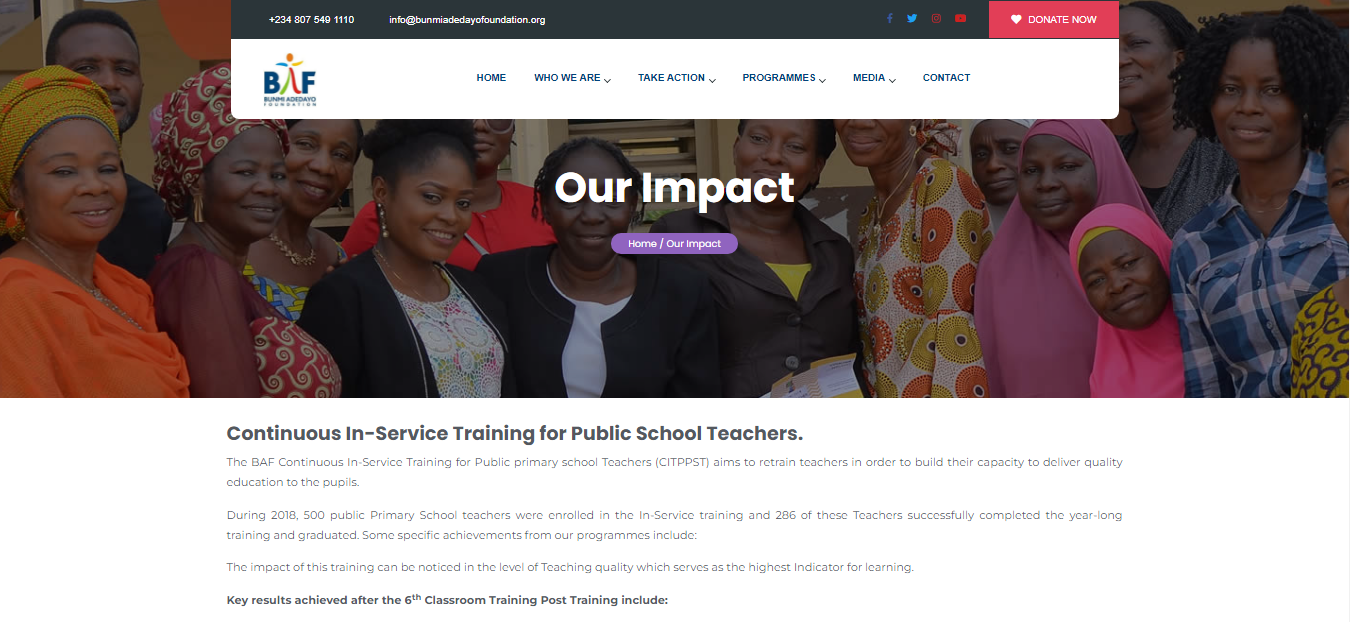 +234 807 549 1110 info@bunmiadedayofoundation.org DONATE NOW
BAF
BUNMI ADEDAYO
FOUNDATION
HOME WHO WE ARE TAKE ACTION PROGRAMMES MEDIA CONTACT
Our Impact
Home / Our Impact
Continuous In-Service Training for Public School Teachers.
The BAF Continuous In-Service Training for Public primary school Teachers (CITPPST) aims to retrain teachers in order to build their capacity to deliver quality
education to the pupils.
During 2018, 500 public Primary School teachers were enrolled in the In-Service training and 286 of these Teachers successfully completed the year-long
training and graduated. Some specific achievements from our programmes include:
The impact of this training can be noticed in the level of Teaching quality which serves as the highest Indicator for learning.
Key results achieved after the 6th Classroom Training Post Training include: